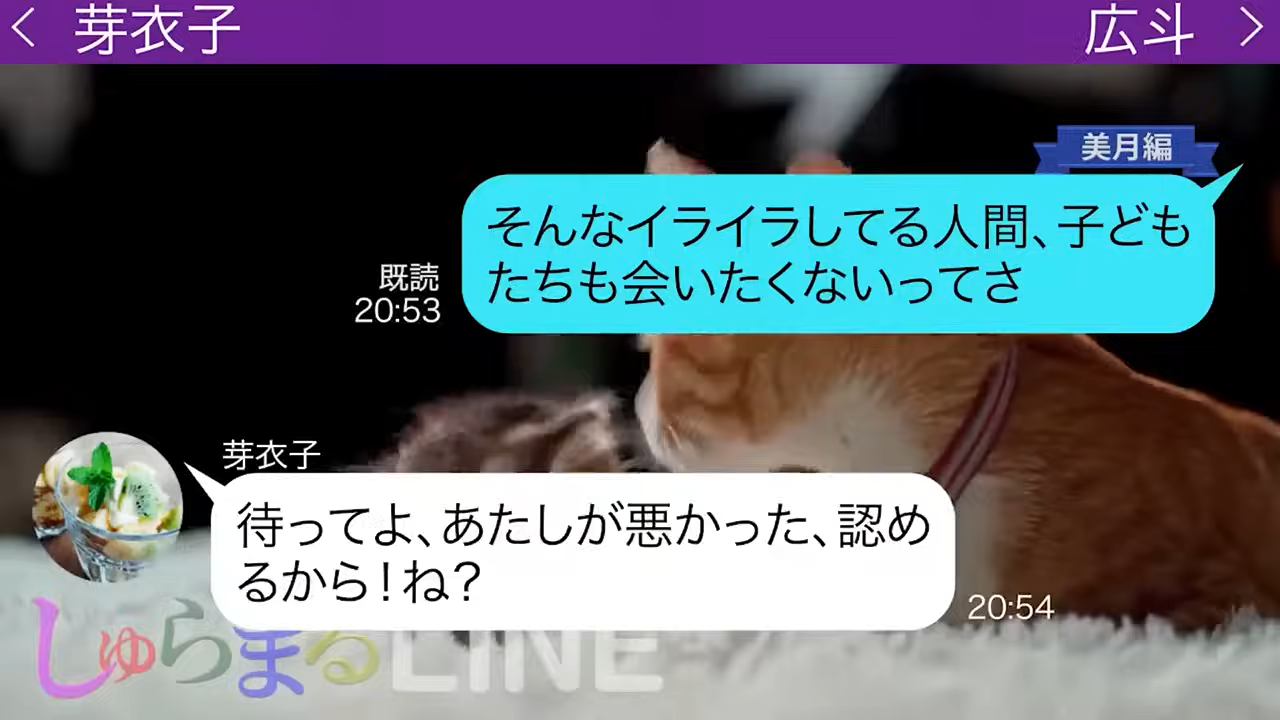 芽衣子
広斗
美月編
そんなイライラしてる人間、子ども
たちも会いたくないってさ
既読
20:53
芽衣子
待ってよ、あたしが悪かった、認め
るから！ね？
20:54
しゅらまるLINE